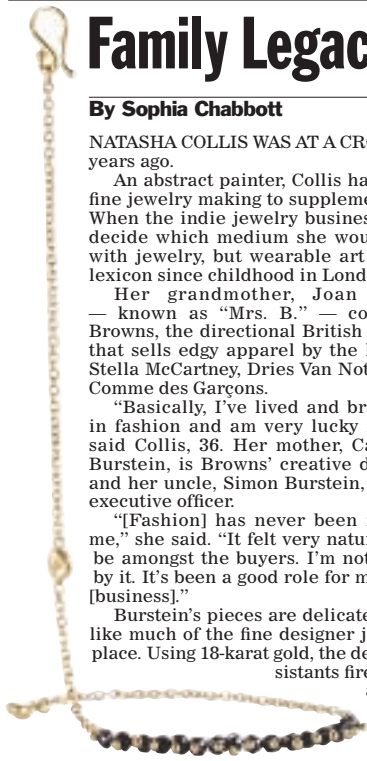 Family Legac
By Sophia Chabbott
NATASHA COLLIS WAS AT A CR
years ago.
An abstract painter, Collis ha
fine jewelry making to suppleme
When the indie jewelry busines
decide which medium she wou
with jewelry, but wearable art
lexicon since childhood in Lond
Her grandmother, Joan
— known as “Mrs. B.” — co
Browns, the directional British
that sells edgy apparel by the
Stella McCartney, Dries Van Not
Comme des Garçons.
“Basically, I’ve lived and br
in fashion and am very lucky
said Collis, 36. Her mother, Ca
Burstein, is Browns’ creative d
and her uncle, Simon Burstein,
executive officer.
“[Fashion] has never been
me,” she said. “It felt very natu
be amongst the buyers. I’m not
by it. It’s been a good role for m
[business].”
Burstein’s pieces are delicate
like much of the fine designer j
place. Using 18-karat gold, the de
sistants fire